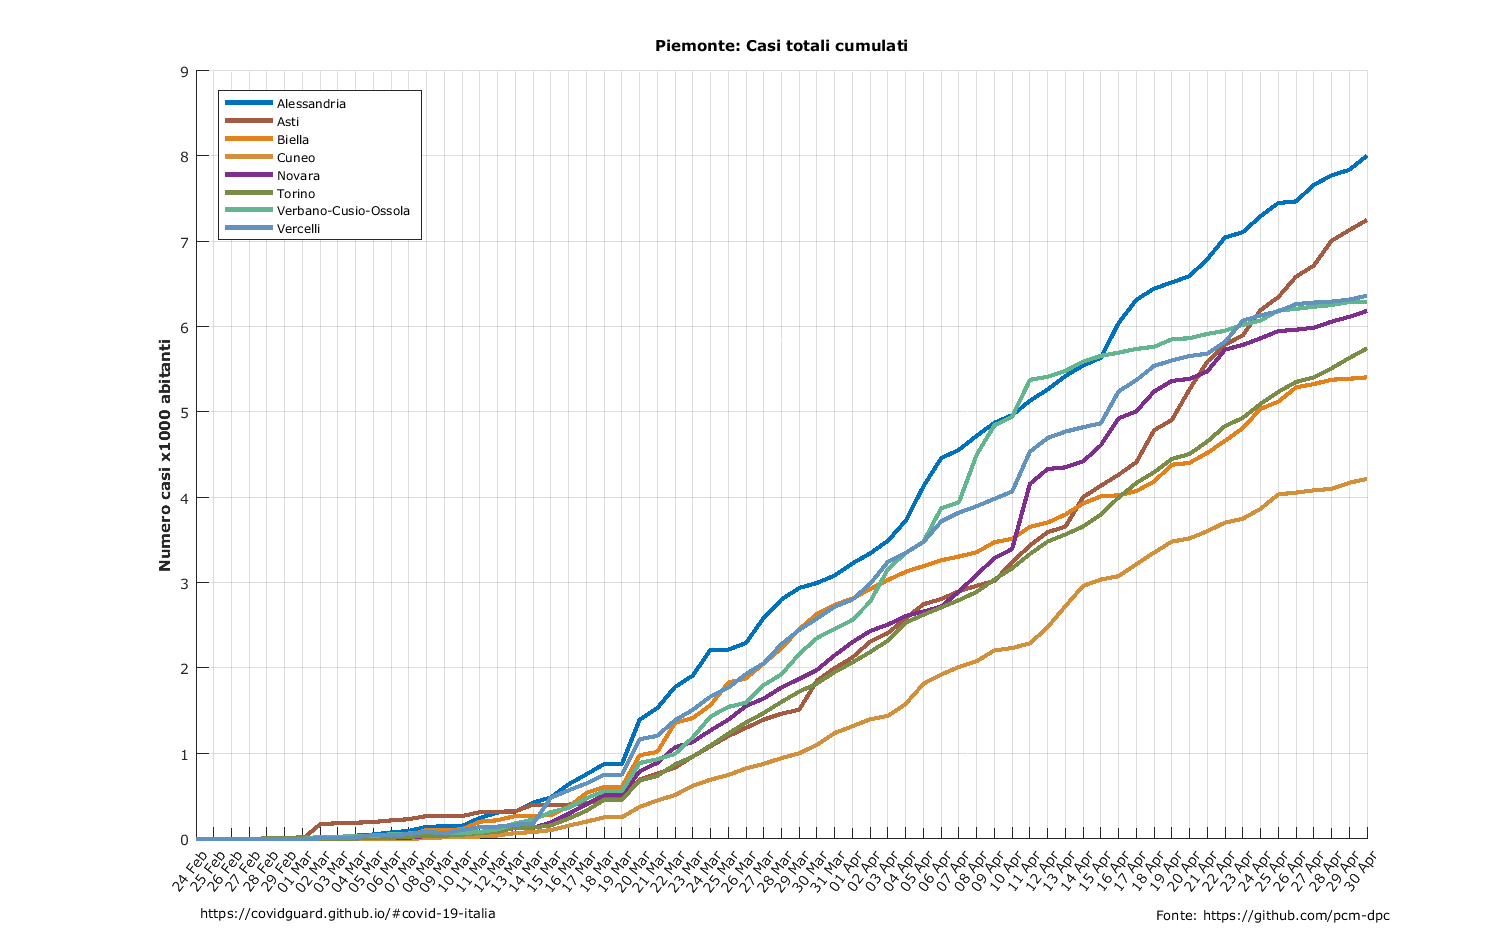 Piemonte: Casi totali cumulati
Numero casi x1000 abitanti
9
8
7
6
5
4
3
2
1
0
Alessandria
Asti
Biella
Cuneo
Novara
Torino
Verbano-Cusio-Ossola
Vercelli
24 Feb
25 Feb
26 Feb
27 Feb
28 Feb
29 Feb
01 Mar
02 Mar
03 Mar
04 Mar
05 Mar
06 Mar
07 Mar
08 Mar
09 Mar
10 Mar
11 Mar
12 Mar
13 Mar
14 Mar
15 Mar
16 Mar
17 Mar
18 Mar
19 Mar
20 Mar
21 Mar
22 Mar
23 Mar
24 Mar
25 Mar
26 Mar
27 Mar
28 Mar
29 Mar
30 Mar
31 Mar
01 Apr
02 Apr
03 Apr
04 Apr
05 Apr
06 Apr
07 Apr
08 Apr
09 Apr
10 Apr
11 Apr
12 Apr
13 Apr
14 Apr
15 Apr
16 Apr
17 Apr
18 Apr
19 Apr
20 Apr
21 Apr
22 Apr
23 Apr
24 Apr
25 Apr
26 Apr
27 Apr
28 Apr
29 Apr
30 Apr
https://covidguard.github.io/#covid-19-italia
Fonte: https://github.com/pcm-dpc